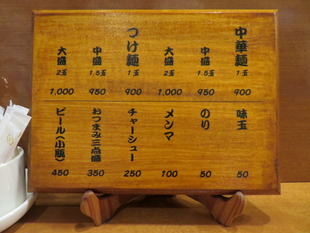 中華麺 1玉 900
中盛 1.5玉 950
大盛 2玉 1,000
つけ麺 1玉 900
中盛 1.5玉 950
大盛 2玉 1,000
味玉 50
のり 50
メンマ 100
チャーシュー 250
おつまみ三点盛 350
ビール(小瓶) 450